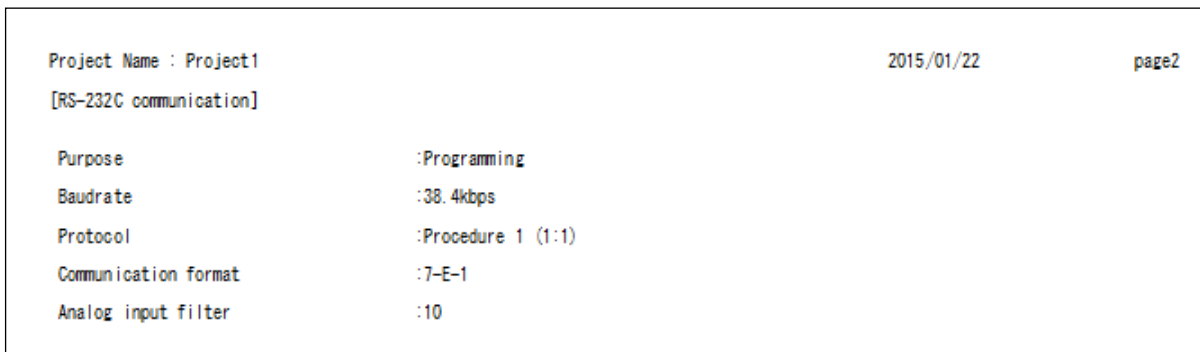 Project Name : Project1 2015/01/22 page2
[RS-232C communication]
Purpose :Programming
Baudrate :38.4kbps
Protocol :Procedure 1 (1:1)
Communication format :7-E-1
Analog input filter :10